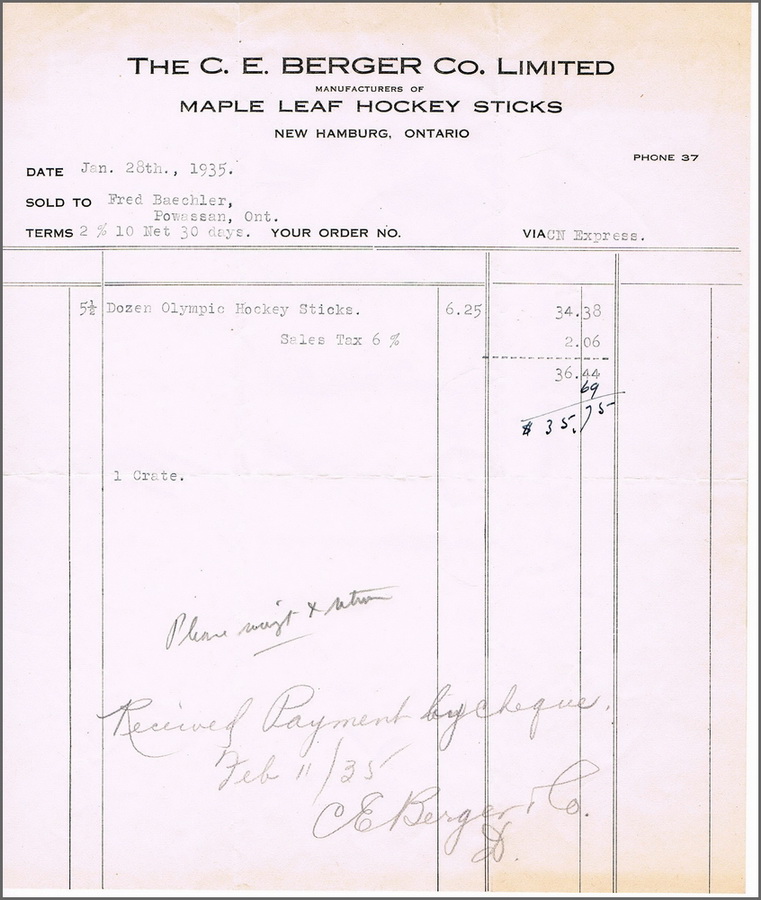 THE C. E. BERGER CO. LIMITED
MANUFACTURERS OF
MAPLE LEAF HOCKEY STICKS
NEW HAMBURG, ONTARIO
PHONE 37
DATE Jan. 28th., 1935.
SOLD TO Fred Baechler,
Powassan, Ont.
TERMS 2 % 10 Net 30 days. YOUR ORDER NO. VIA CN Express.
5½ Dozen Olympic Hockey Sticks. 6.25 34.38
Sales Tax 6 % 2.06
36.44
69
$ 35.75
1 Crate.
Please & return
Received Payment by cheque.
Feb 11/35
C E Berger & Co.
D.